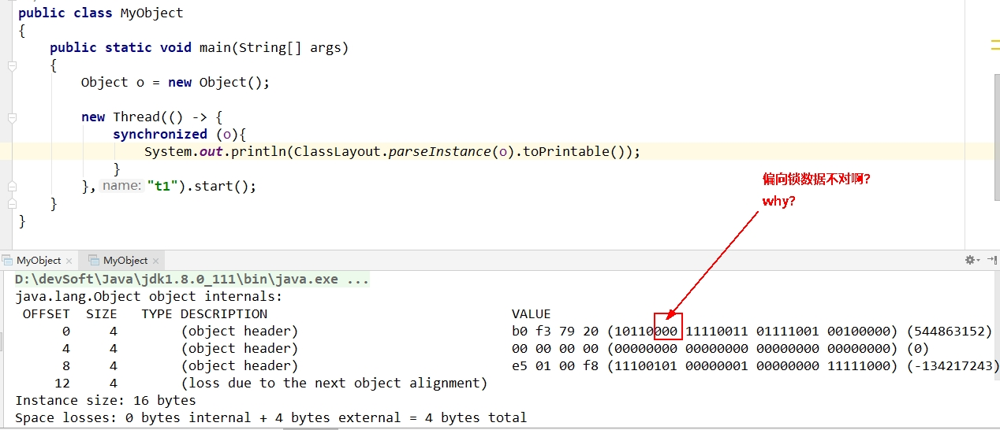 public class MyObject
{
public static void main(String[] args)
{
Object o = new Object();
new Thread(() -> {
synchronized (o){
System.out.println(ClassLayout.parseInstance(o).toPrintable());
}
}, name: "t1").start();
}
}
偏向锁数据不对啊?
why?
MyObject × MyObject ×
D:\devSoft\Java\jdk1.8.0_111\bin\java.exe ...
java.lang.Object object internals:
OFFSET SIZE TYPE DESCRIPTION VALUE
0 4 (object header) b0 f3 79 20 (10110000 11110011 01111001 00100000) (544863152)
4 4 (object header) 00 00 00 00 (00000000 00000000 00000000 00000000) (0)
8 4 (object header) e5 01 00 f8 (11100101 00000001 00000000 11111000) (-134217243)
12 4 (loss due to the next object alignment)
Instance size: 16 bytes
Space losses: 0 bytes internal + 4 bytes external = 4 bytes total